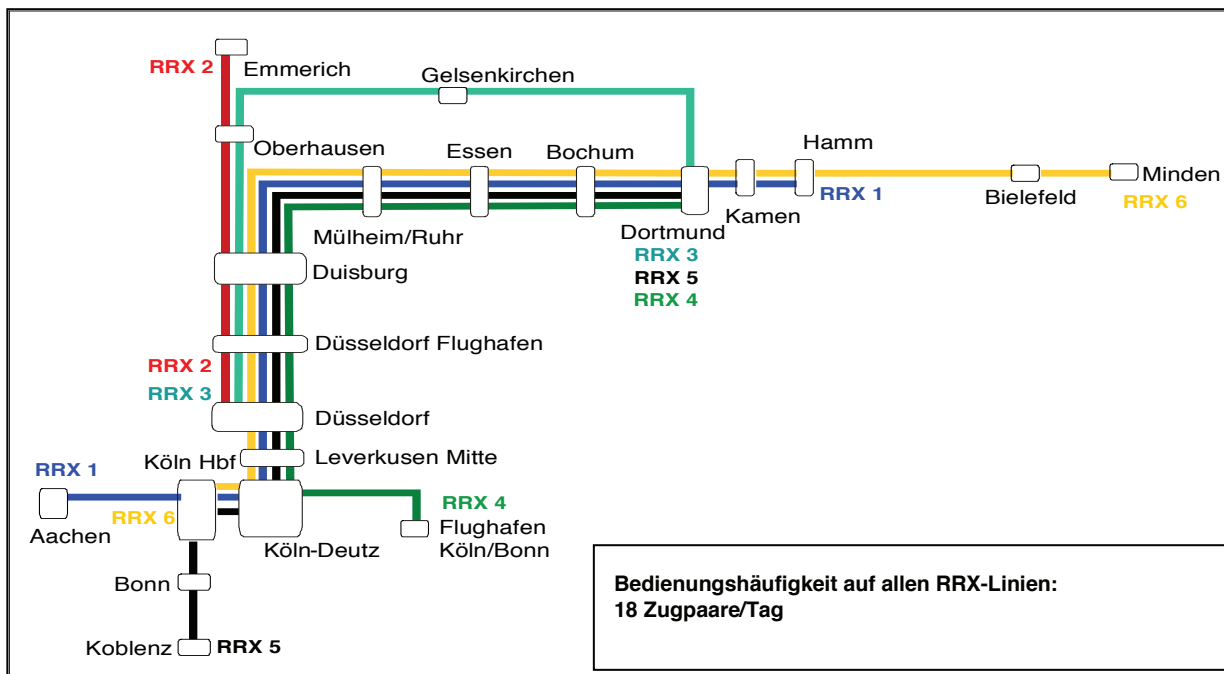 RRX 2
Emmerich
Gelsenkirchen
Oberhausen
Essen
Bochum
Hamm
Mülheim/Ruhr
Dortmund
RRX 3
RRX 5
RRX 4
Kamen
RRX 1
Bielefeld
Minden
RRX 6
Duisburg
Düsseldorf Flughafen
RRX 2
RRX 3
Düsseldorf
Köln Hbf
Leverkusen Mitte
RRX 1
Aachen
RRX 6
Köln-Deutz
RRX 4
Flughafen
Köln/Bonn
Bonn
Koblenz
RRX 5
Bedienungshäufigkeit auf allen RRX-Linien:
18 Zugpaare/Tag